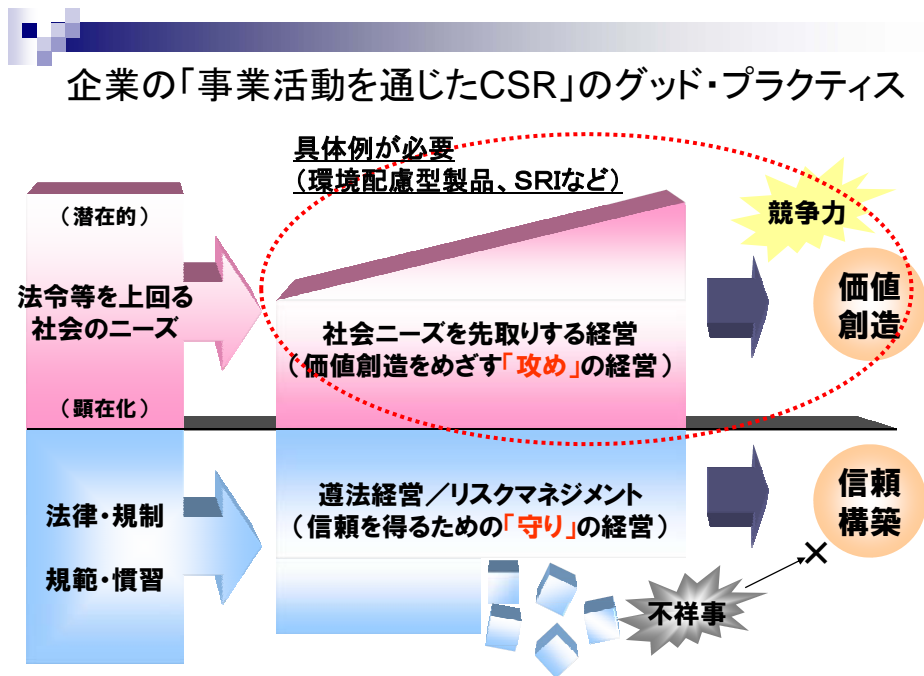 企業の「事業活動を通じたCSR」のグッド・プラクティス
具体例が必要
（環境配慮型製品、SRIなど）
（潜在的）
法令等を上回る
社会のニーズ
（顕在化）
社会ニーズを先取りする経営
（価値創造をめざす「攻め」の経営）
競争力
価値
創造
法律・規制
規範・慣習
遵法経営／リスクマネジメント
（信頼を得るための「守り」の経営）
信頼
構築
×
不祥事